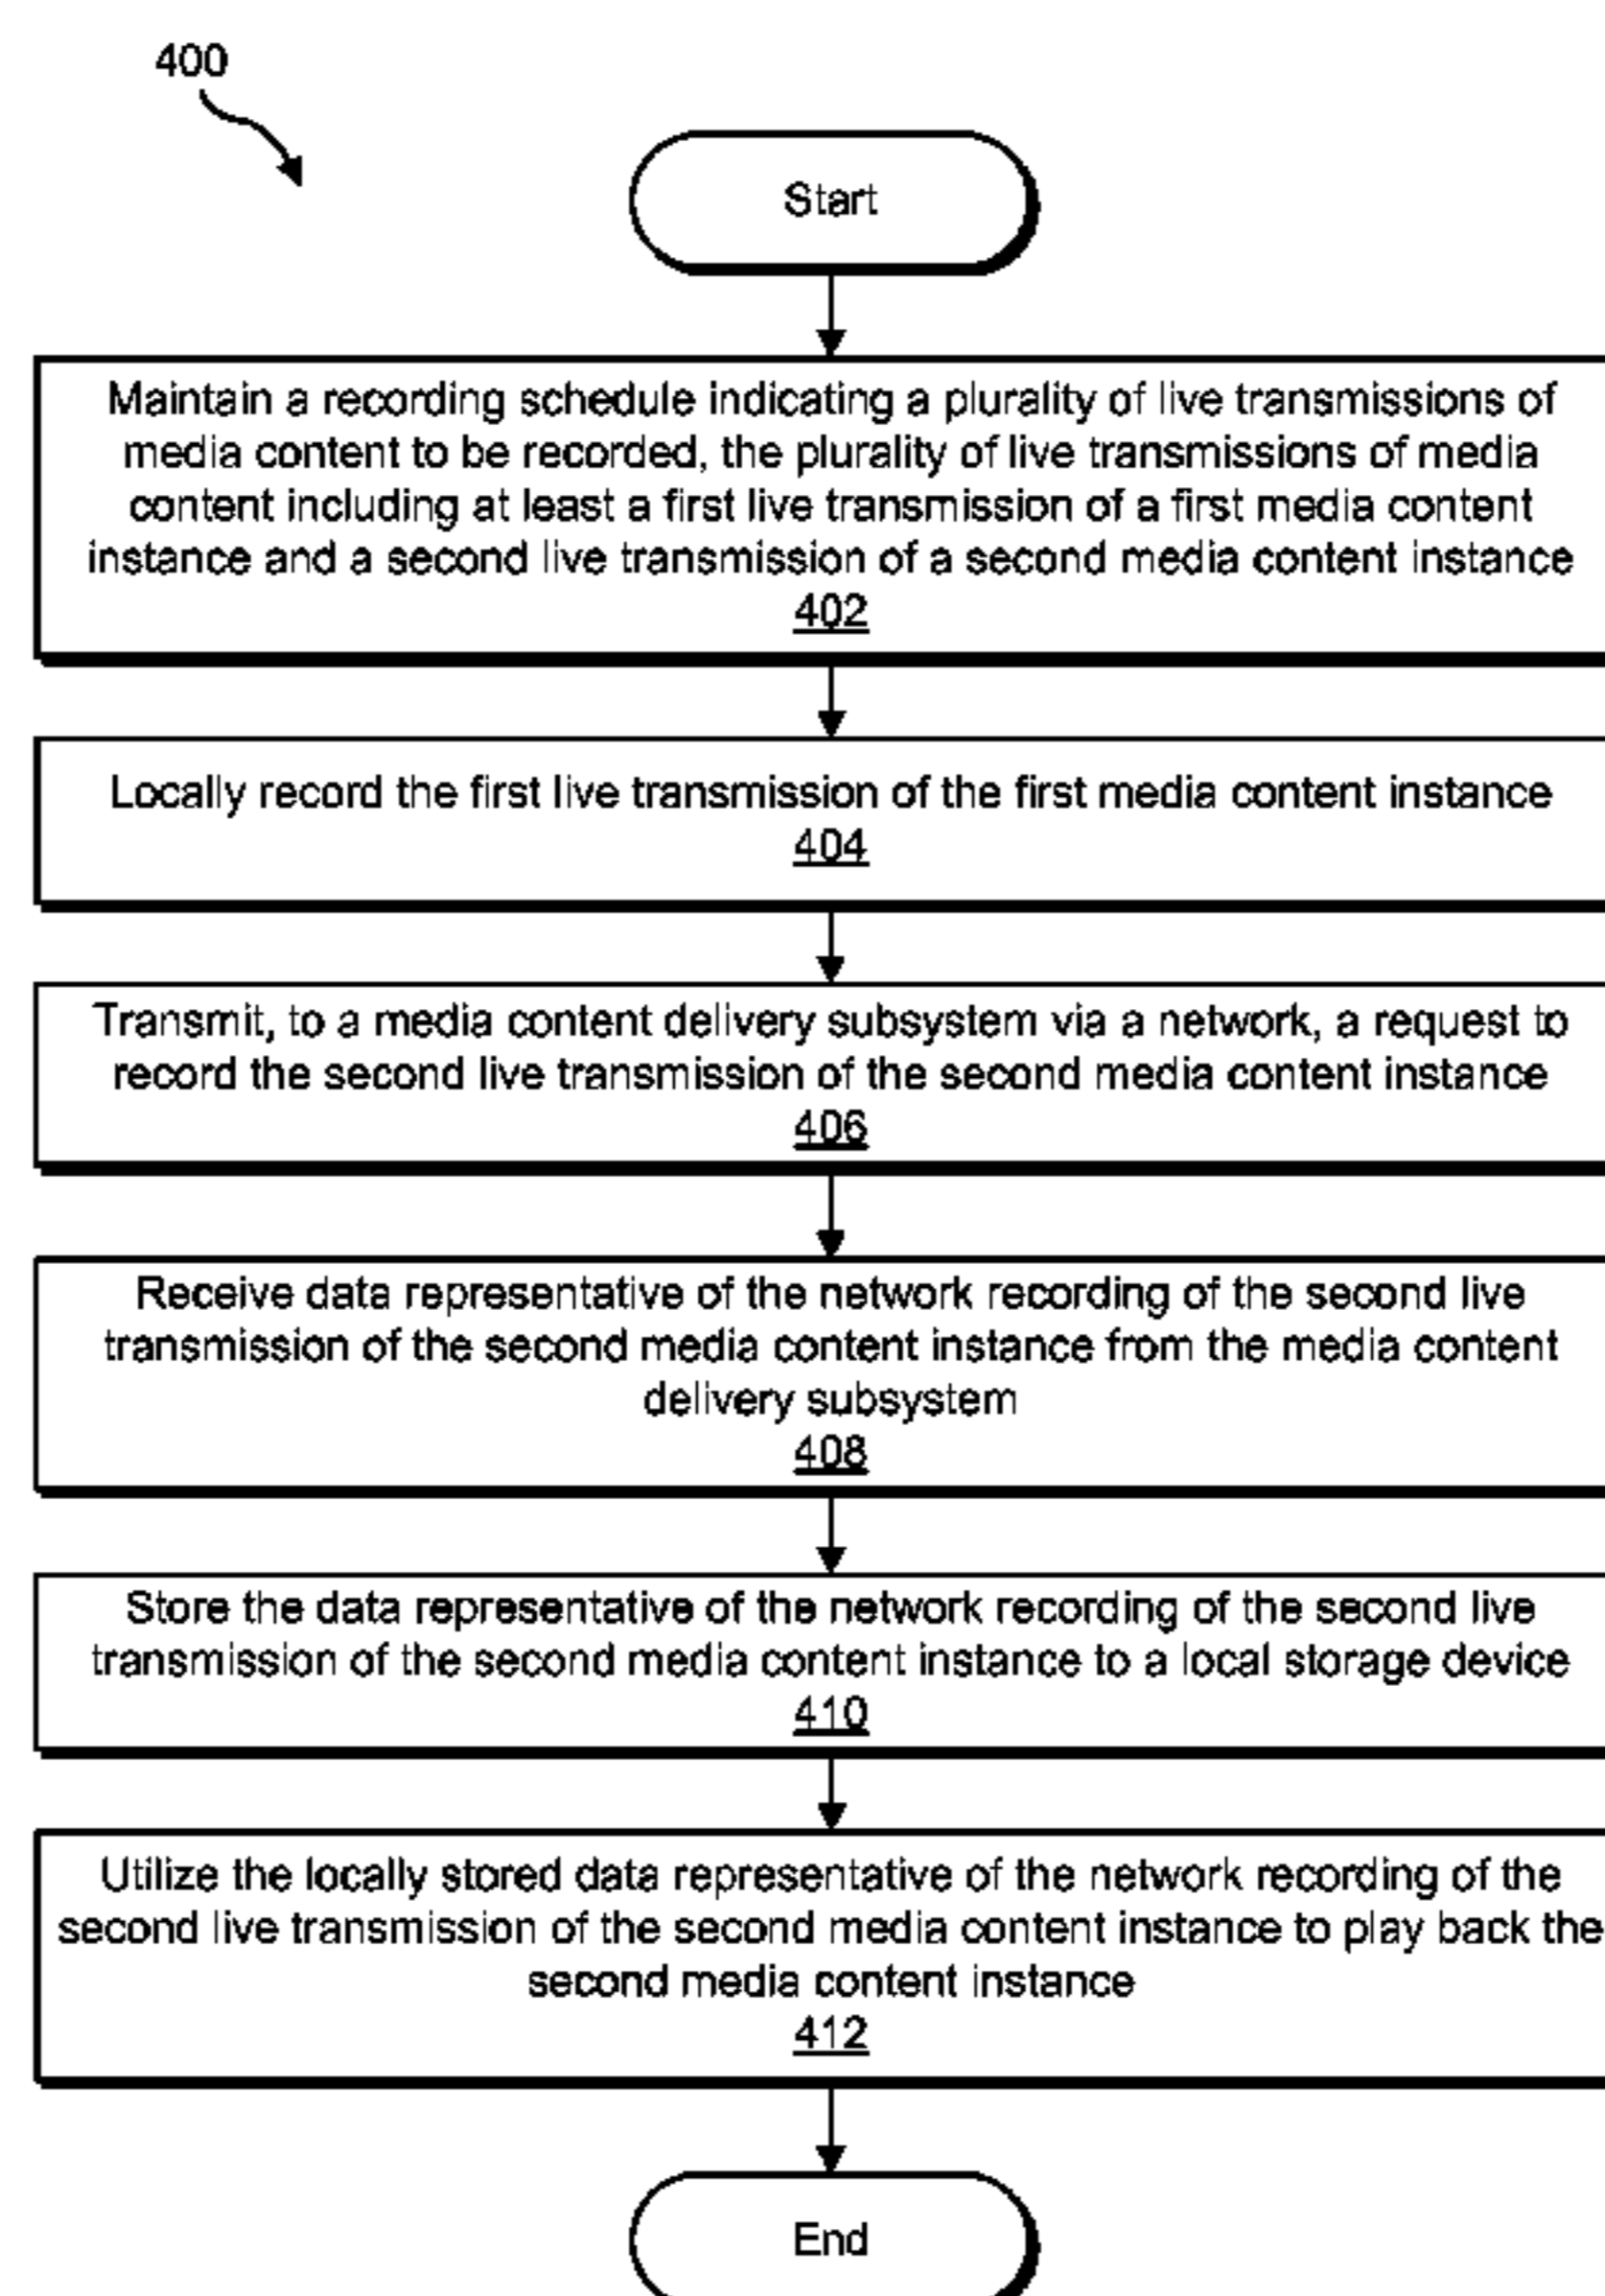 400
Start
Maintain a recording schedule indicating a plurality of live transmissions of
media content to be recorded, the plurality of live transmissions of media
content including at least a first live transmission of a first media content
instance and a second live transmission of a second media content instance
402
Locally record the first live transmission of the first media content instance
404
Transmit, to a media content delivery subsystem via a network, a request to
record the second live transmission of the second media content instance
406
Receive data representative of the network recording of the second live
transmission of the second media content instance from the media content
delivery subsystem
408
Store the data representative of the network recording of the second live
transmission of the second media content instance to a local storage device
410
Utilize the locally stored data representative of the network recording of the
second live transmission of the second media content instance to play back the
second media content instance
412
End